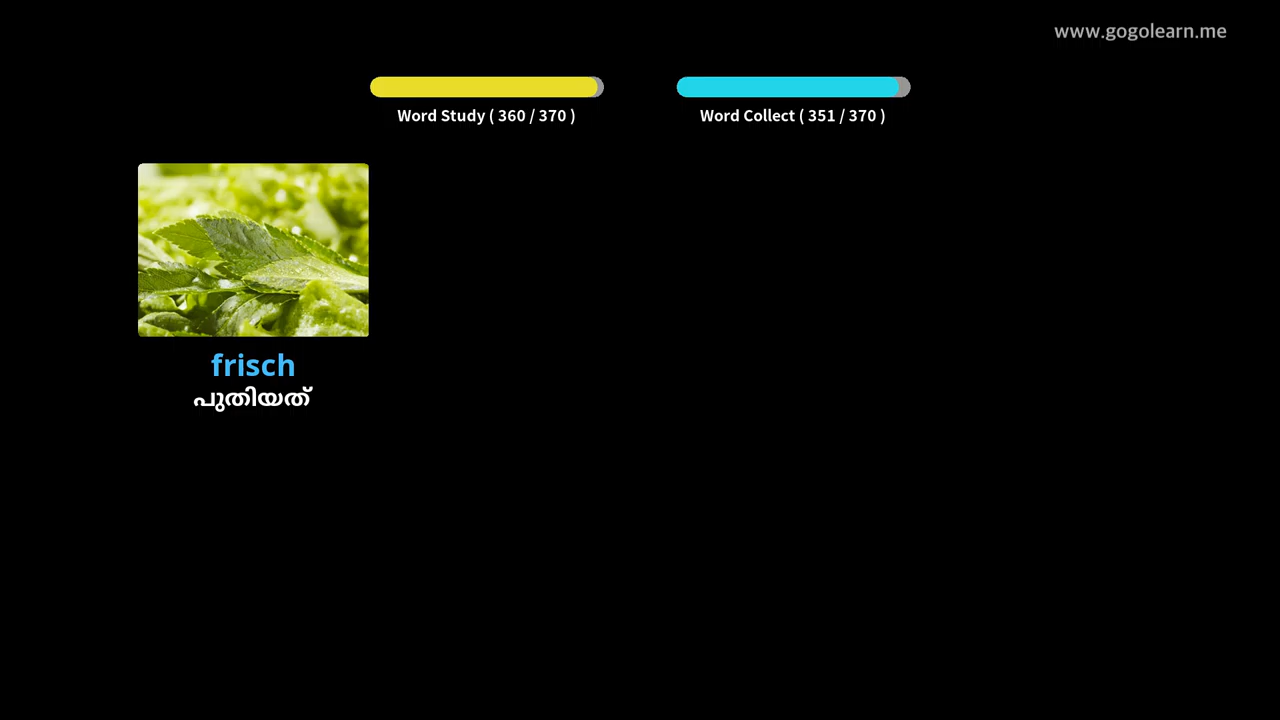 www.gogolearn.me
Word Study ( 360 / 370 )
Word Collect ( 351 / 370 )
frisch
പുതിയത്